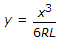 y = x³/6RL